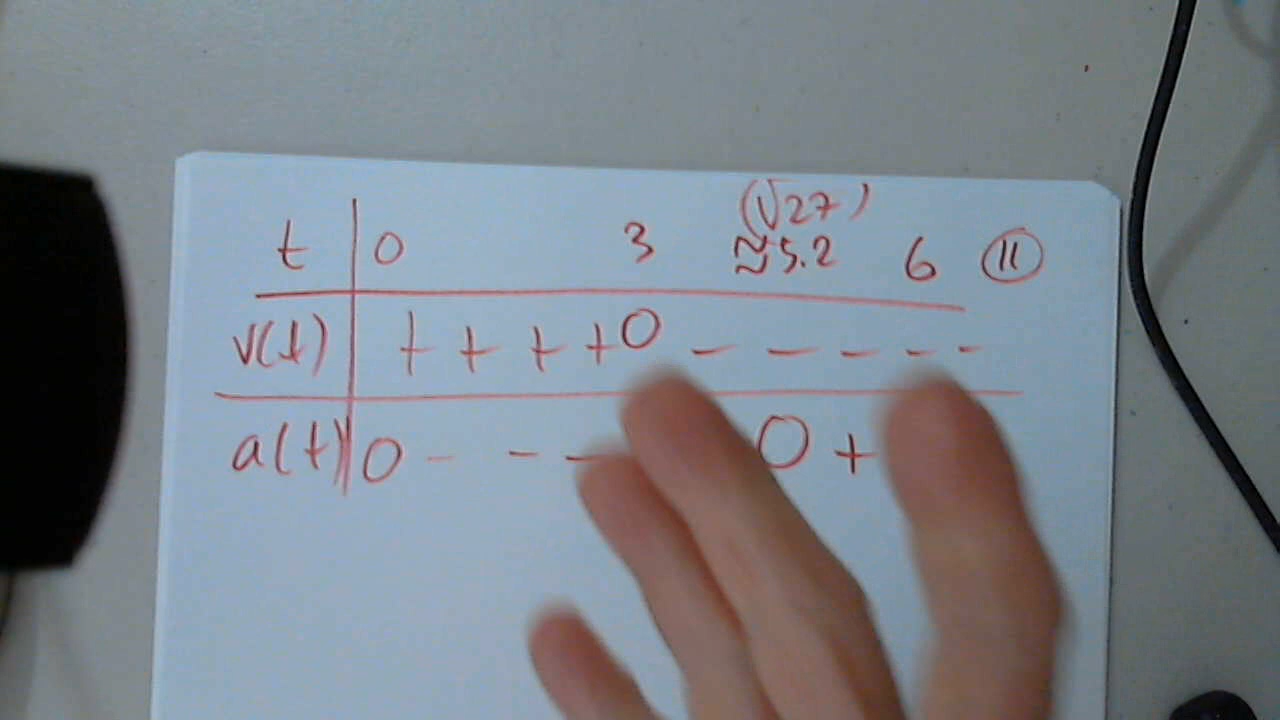 (√27)
t 0 3 ≈5.2 6 ⑪
v(t) + + + + 0 - - - - -
a(t) 0 - - - 0 +